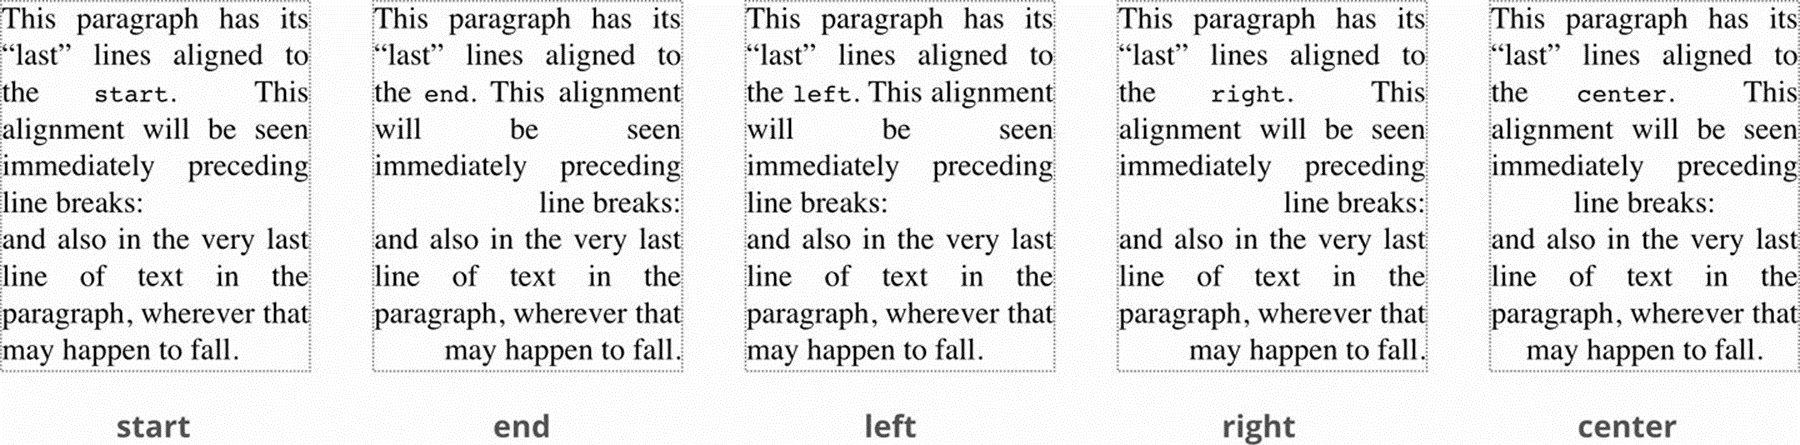 This paragraph has its
“last” lines aligned to
the start. This
alignment will be seen
immediately preceding
line breaks:
and also in the very last
line of text in the
paragraph, wherever that
may happen to fall.
start
This paragraph has its
“last” lines aligned to
the end. This alignment
will be seen
immediately preceding
line breaks:
and also in the very last
line of text in the
paragraph, wherever that
may happen to fall.
end
This paragraph has its
“last” lines aligned to
the left. This alignment
will be seen
immediately preceding
line breaks:
and also in the very last
line of text in the
paragraph, wherever that
may happen to fall.
left
This paragraph has its
“last” lines aligned to
the right. This
alignment will be seen
immediately preceding
line breaks:
and also in the very last
line of text in the
paragraph, wherever that
may happen to fall.
right
This paragraph has its
“last” lines aligned to
the center. This
alignment will be seen
immediately preceding
line breaks:
and also in the very last
line of text in the
paragraph, wherever that
may happen to fall.
center